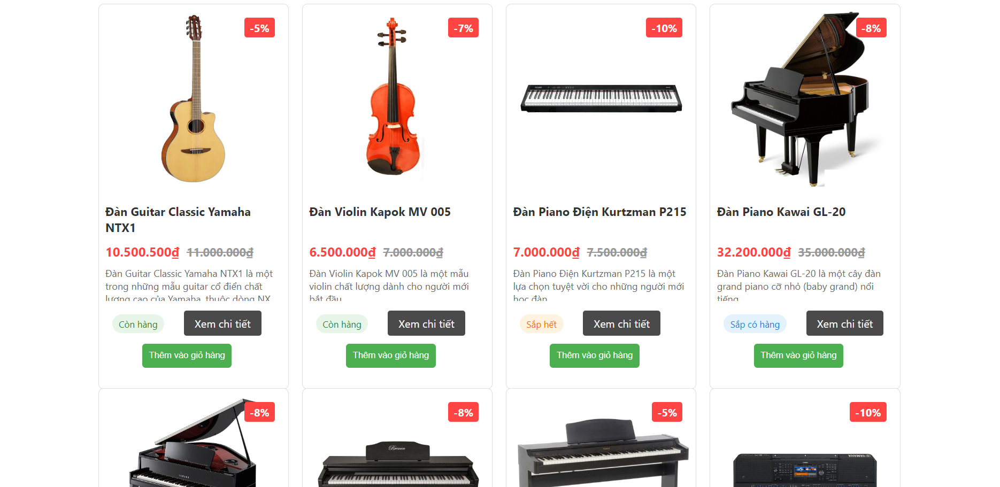 -5%
-7%
-10%
-8%
Đàn Guitar Classic Yamaha
NTX1
10.500.500₫ 11.000.000₫
Đàn Guitar Classic Yamaha NTX1 là một
trong những mẫu guitar cổ điển chất
lượng cao của Yamaha, thuộc dòng NX
Còn hàng
Xem chi tiết
Thêm vào giỏ hàng
Đàn Violin Kapok MV 005
6.500.000₫ 7.000.000₫
Đàn Violin Kapok MV 005 là một mẫu
violin chất lượng dành cho người mới
bắt đầu
Còn hàng
Xem chi tiết
Thêm vào giỏ hàng
Đàn Piano Điện Kurtzman P215
7.000.000₫ 7.500.000₫
Đàn Piano Điện Kurtzman P215 là một
lựa chọn tuyệt vời cho những người mới
học đàn
Sắp hết
Xem chi tiết
Thêm vào giỏ hàng
Đàn Piano Kawai GL-20
32.200.000₫ 35.000.000₫
Đàn Piano Kawai GL-20 là một cây đàn
grand piano cỡ nhỏ (baby grand) nổi
tiếng
Sắp có hàng
Xem chi tiết
Thêm vào giỏ hàng
-8%
-8%
-5%
-10%
Bremen
YAMAHA
YAMAHA